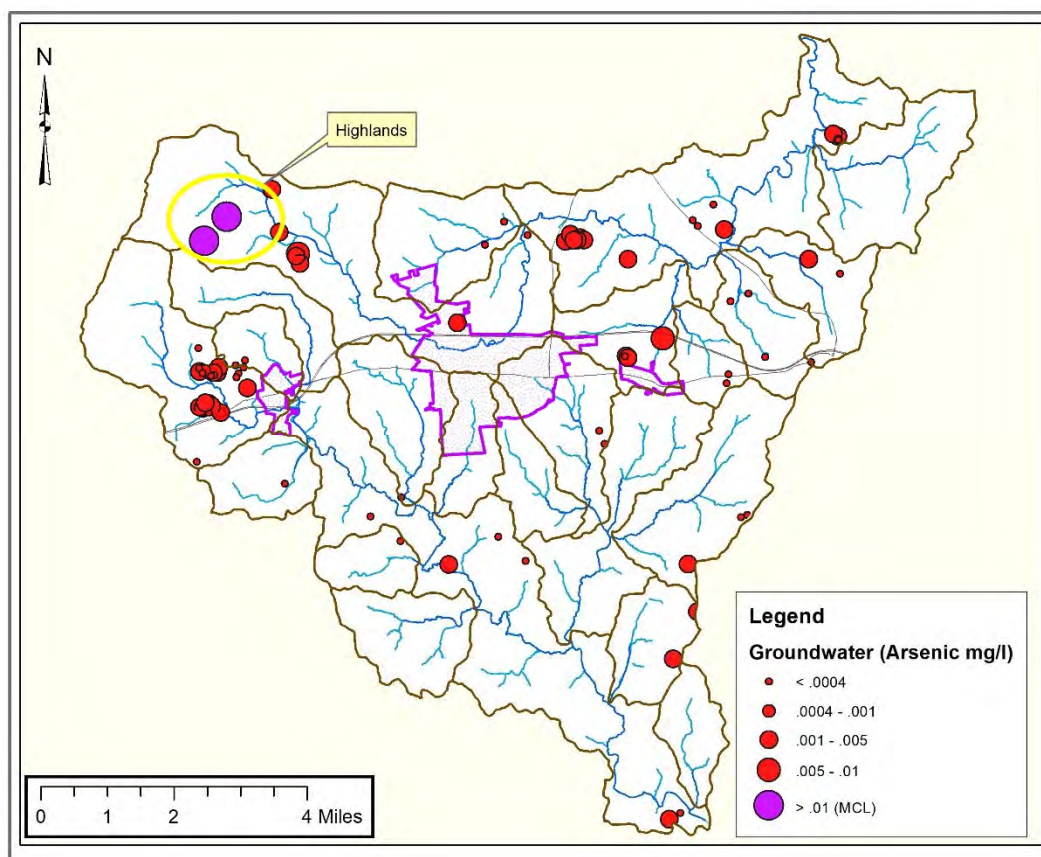 N
Highlands
Legend
Groundwater (Arsenic mg/l)
< .0004
.0004 - .001
.001 - .005
.005 - .01
> .01 (MCL)
0 1 2 4 Miles